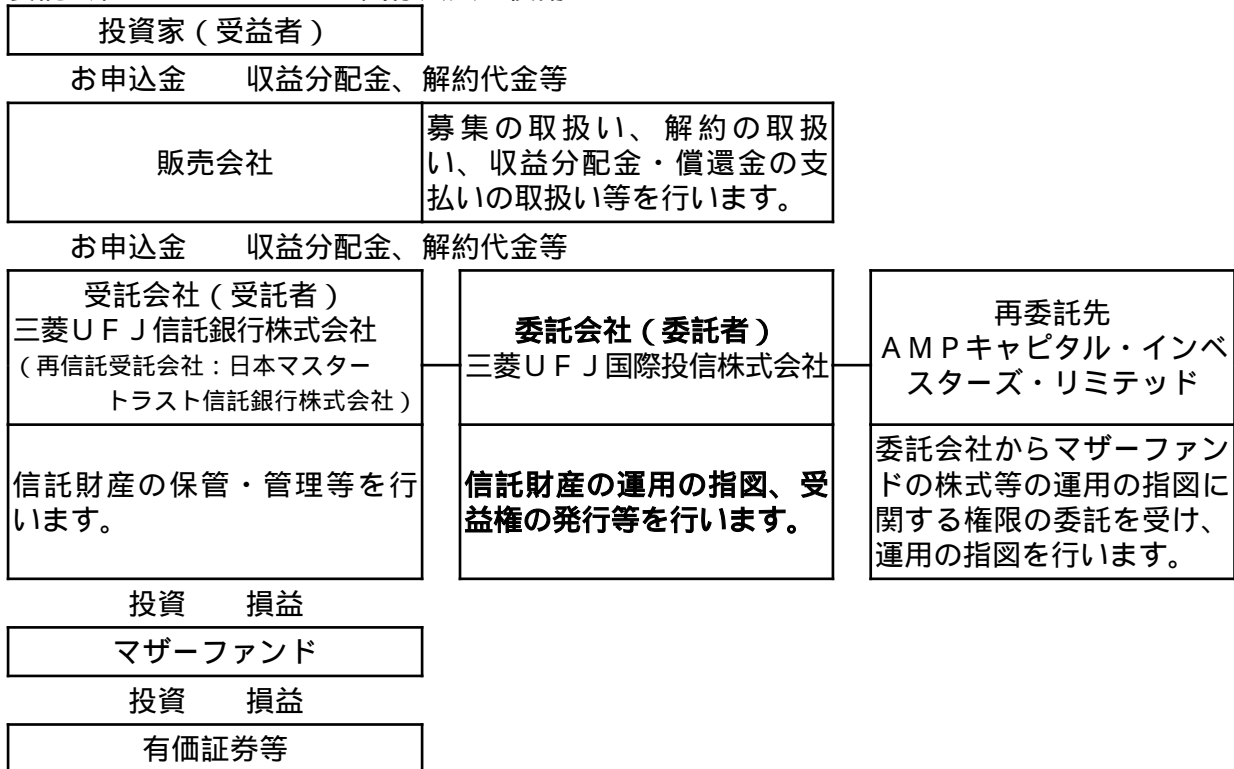 投資家（受益者）
お申込金　　収益分配金、解約代金等
販売会社
募集の取扱い、解約の取扱
い、収益分配金・償還金の支
払いの取扱い等を行います。
お申込金　　収益分配金、解約代金等
受託会社（受託者）
三菱ＵＦＪ信託銀行株式会社
（再信託受託会社：日本マスター
トラスト信託銀行株式会社）
委託会社（委託者）
三菱ＵＦＪ国際投信株式会社
再委託先
ＡＭＰキャピタル・インベ
スターズ・リミテッド
信託財産の保管・管理等を行
います。
信託財産の運用の指図、受
益権の発行等を行います。
委託会社からマザーファン
ドの株式等の運用の指図に
関する権限の委託を受け、
運用の指図を行います。
投資　　損益
マザーファンド
投資　　損益
有価証券等